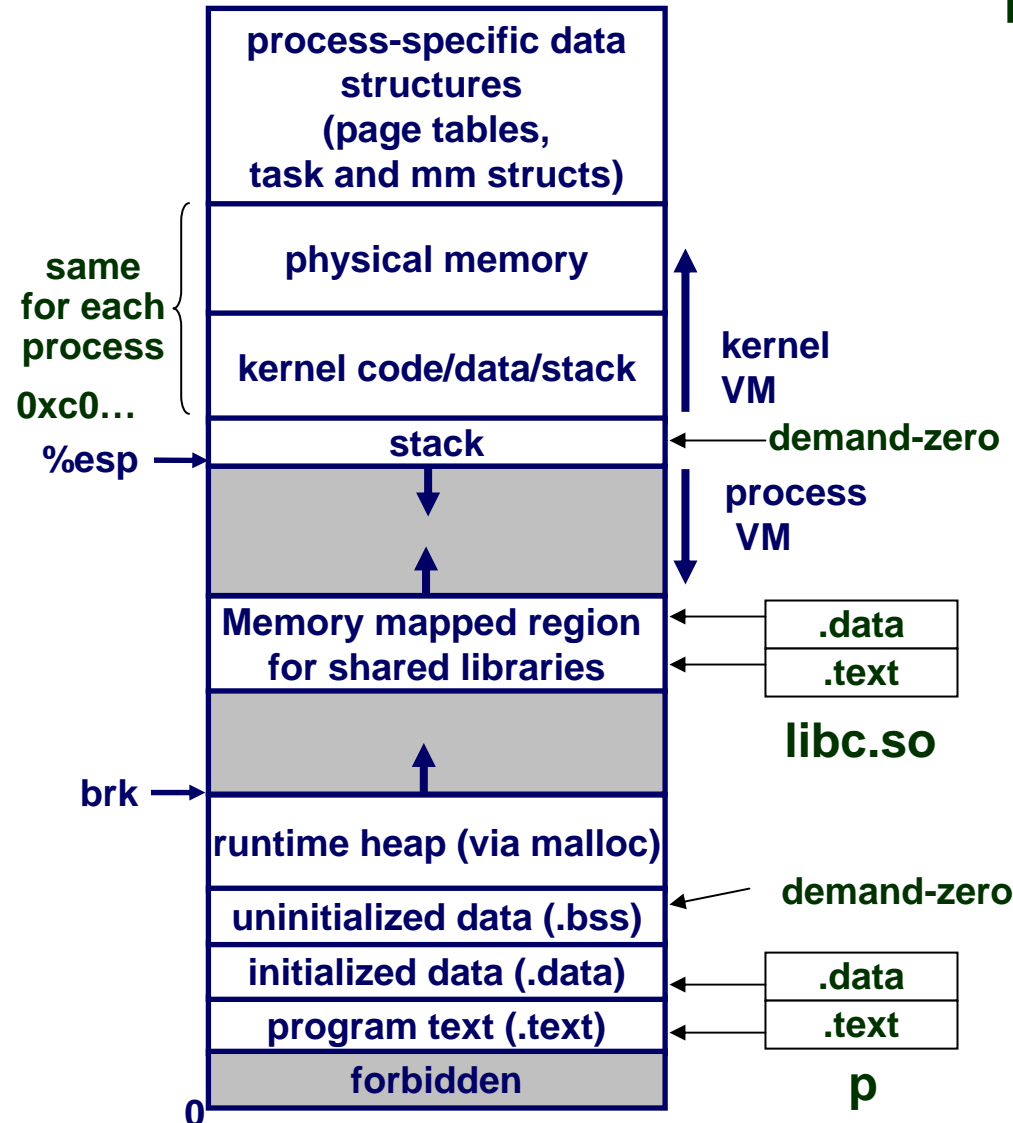 process-specific data
structures
(page tables,
task and mm structs)
physical memory
same
for each
process
kernel code/data/stack
kernel
VM
0xc0…
stack
demand-zero
%esp
process
VM
Memory mapped region
for shared libraries
.data
.text
libc.so
brk
runtime heap (via malloc)
uninitialized data (.bss)
demand-zero
initialized data (.data)
.data
program text (.text)
.text
forbidden
p
0